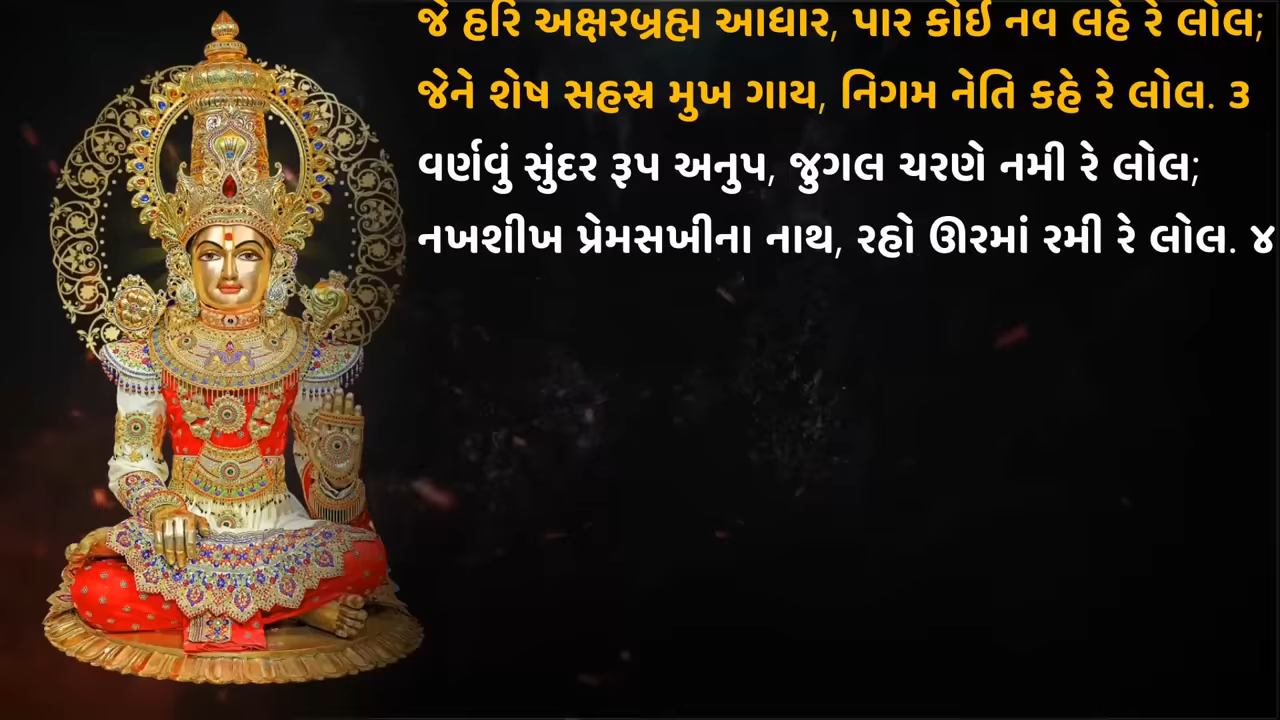 જે હરિ અક્ષરબ્રહ્મ આધાર, પાર કોઈ નવ લહે રે લોલ;
જેને શેષ સહસ્ર મુખ ગાય, નિગમ નેતિ કહે રે લોલ. ૩
વર્ણવું સુંદર રૂપ અનુપ, જુગલ ચરણે નમી રે લોલ;
નખશીખ પ્રેમસખીના નાથ, રહો ઊરમાં રમી રે લોલ. ૪